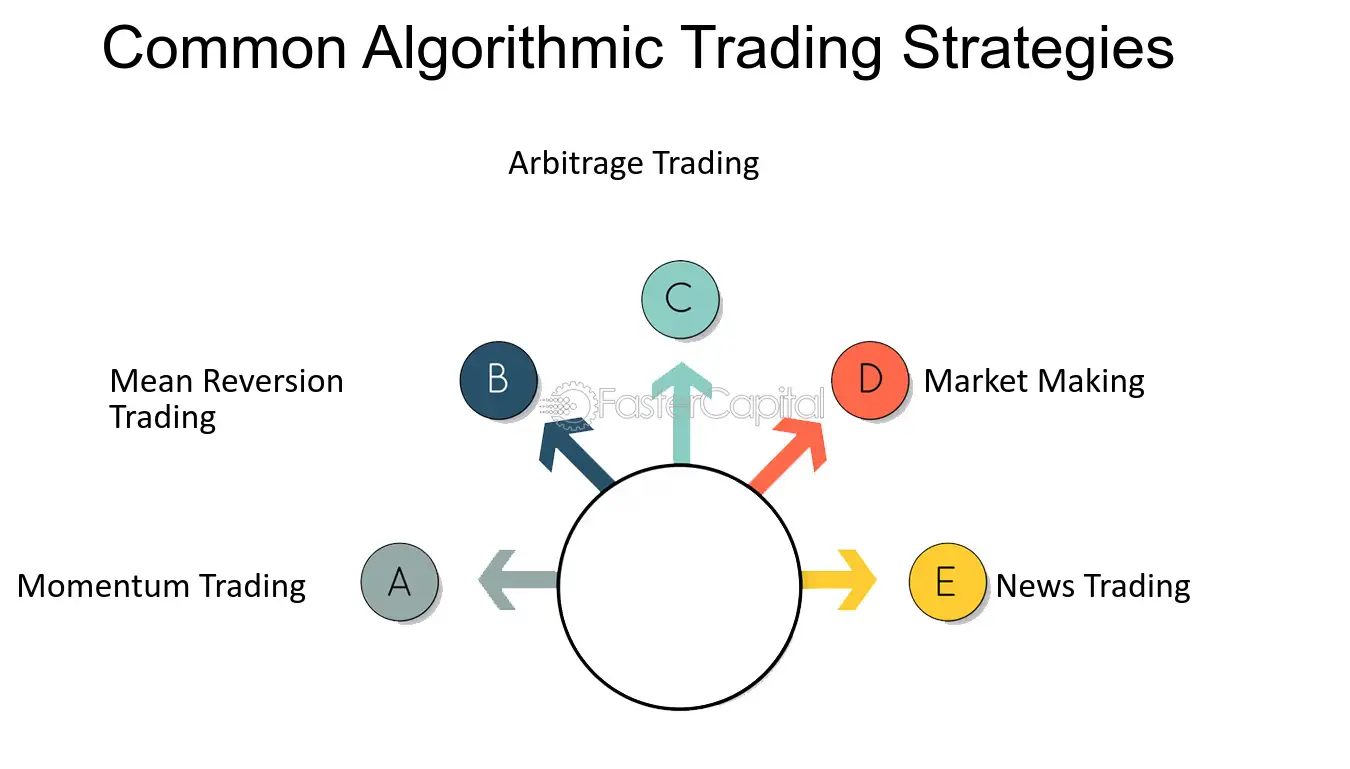 Common Algorithmic Trading Strategies
Arbitrage Trading
C
B
D
Mean Reversion
Trading
Market Making
FasterCapital
Momentum Trading
A
E
News Trading